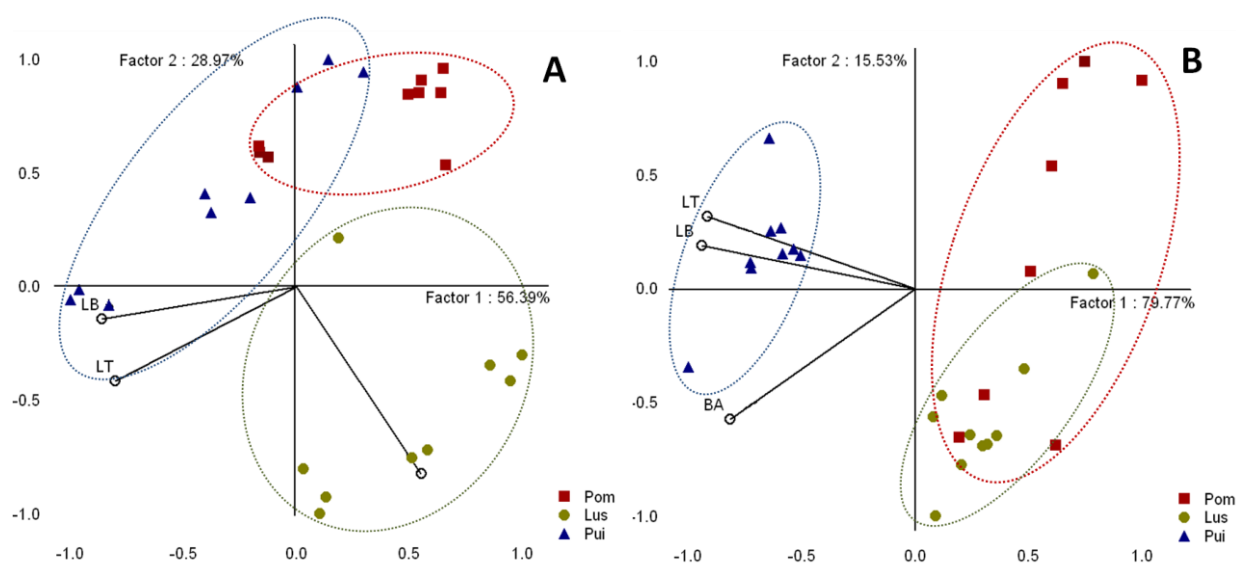 A
Factor 2 : 28.97%
1.0
0.5
0.0
-0.5
-1.0
Factor 1 : 56.39%
LB
LT
Pom
Lus
Pui
-1.0 -0.5 0.0 0.5 1.0
B
Factor 2 : 15.53%
1.0
0.5
0.0
-0.5
-1.0
LT
LB
Factor 1 : 79.77%
BA
Pom
Lus
Pui
-1.0 -0.5 0.0 0.5 1.0